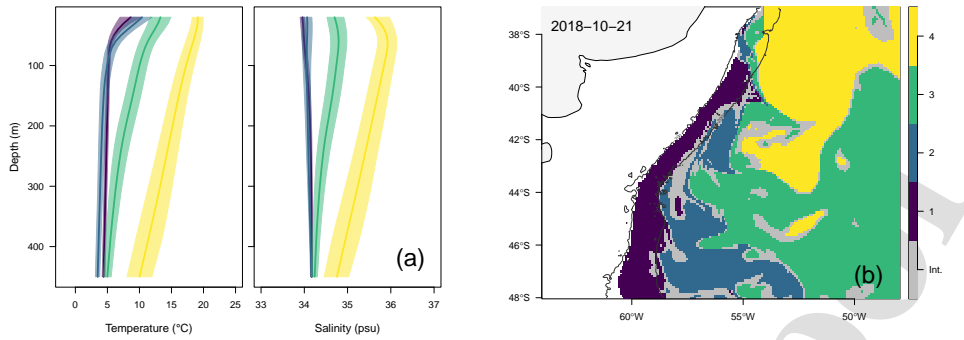 Depth (m)
100
200
300
400
0
5
10
15
20
25
Temperature (°C)
33
34
35
36
37
Salinity (psu)
(a)
2018−10−21
38°S
40°S
42°S
44°S
46°S
48°S
60°W
55°W
50°W
(b)
4
3
2
1
Int.